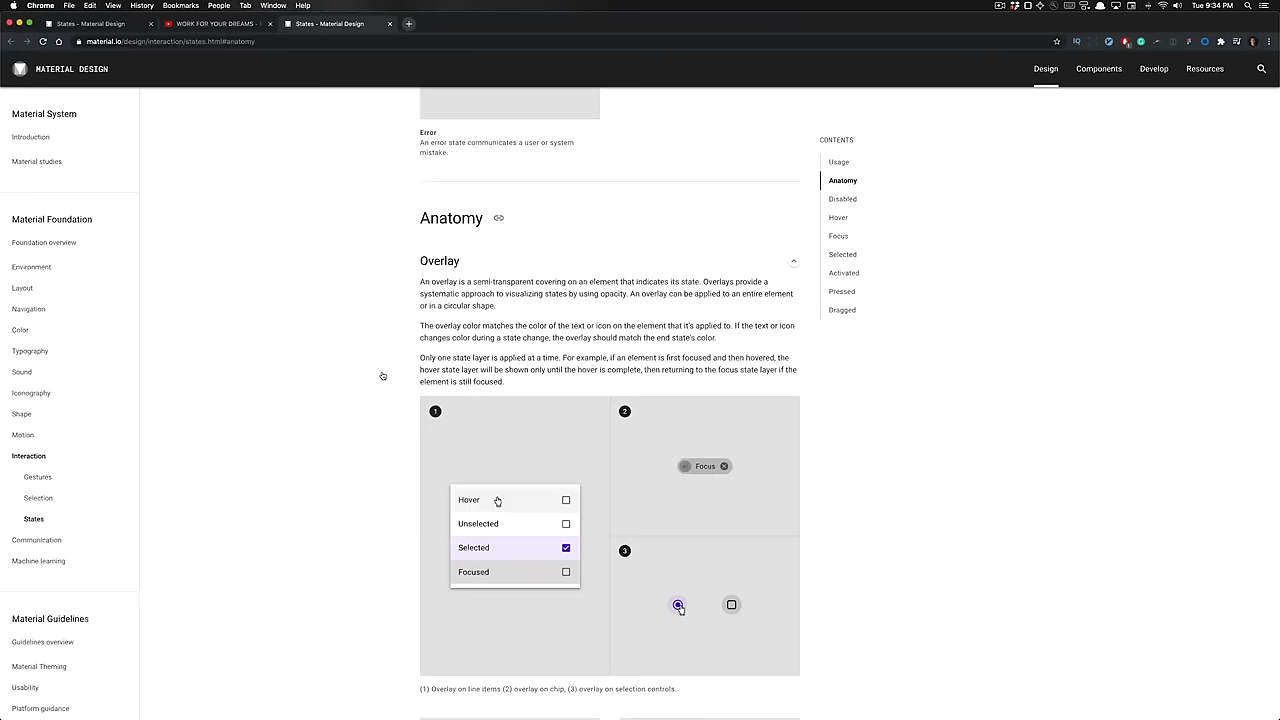 Chrome File Edit View History Bookmarks People Tab Window Help
Tue 9:34 PM
States - Material Design
WORK FOR YOUR DREAMS -
States - Material Design
material.io/design/interaction/states.html#anatomy
MATERIAL DESIGN
Design
Components
Develop
Resources
Material System
Introduction
Material studies
Material Foundation
Foundation overview
Environment
Layout
Navigation
Color
Typography
Sound
Iconography
Shape
Motion
Interaction
Gestures
Selection
States
Communication
Machine learning
Material Guidelines
Guidelines overview
Material Theming
Usability
Platform guidance
Error
An error state communicates a user or system
mistake.
Anatomy
Overlay
An overlay is a semi-transparent covering on an element that indicates its state. Overlays provide a
systematic approach to visualizing states by using opacity. An overlay can be applied to an entire element
or in a circular shape.
The overlay color matches the color of the text or icon on the element that it's applied to. If the text or icon
changes color during a state change, the overlay should match the end state's color.
Only one state layer is applied at a time. For example, if an element is first focused and then hovered, the
hover state layer will be shown only until the hover is complete, then returning to the focus state layer if the
element is still focused.
1
Hover
Unselected
Selected
Focused
2
Focus
3
(1) Overlay on line items (2) overlay on chip, (3) overlay on selection controls.
CONTENTS
Usage
Anatomy
Disabled
Hover
Focus
Selected
Activated
Pressed
Dragged